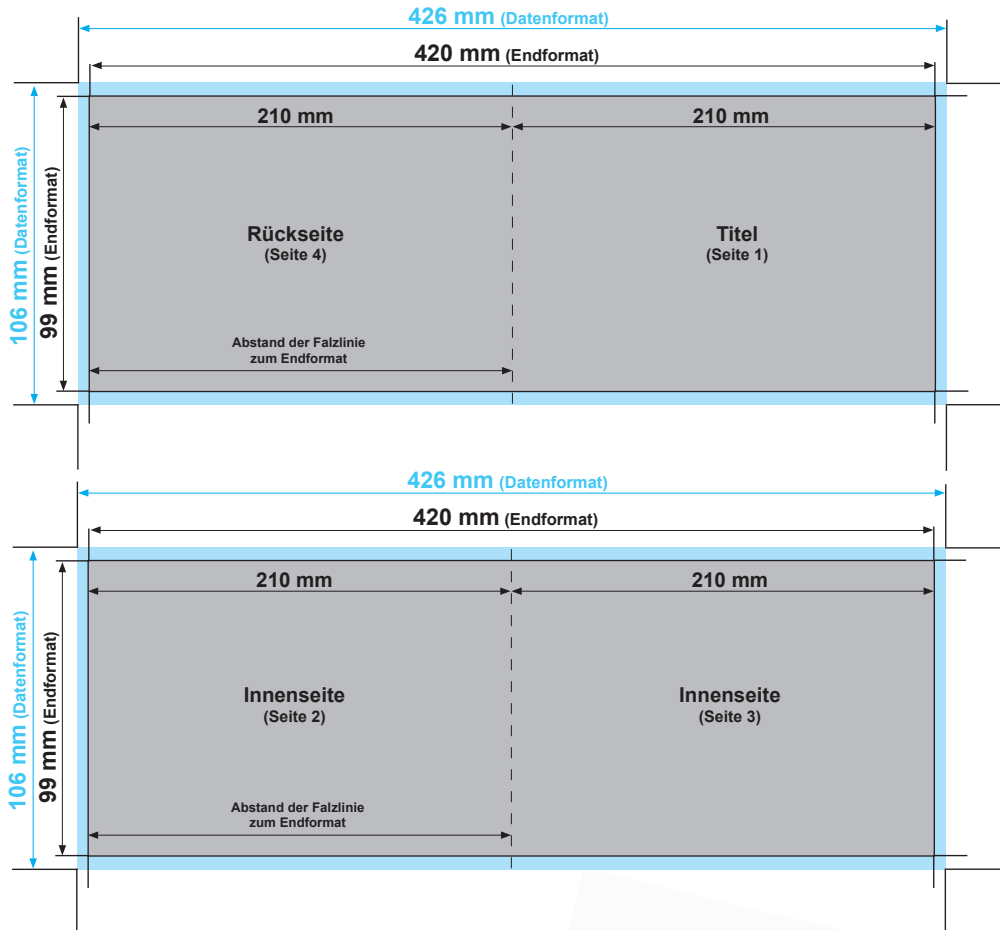 426 mm (Datenformat)
420 mm (Endformat)
210 mm
210 mm
106 mm (Datenformat)
99 mm (Endformat)
Rückseite
(Seite 4)
Titel
(Seite 1)
Abstand der Falzlinie
zum Endformat
426 mm (Datenformat)
420 mm (Endformat)
210 mm
210 mm
106 mm (Datenformat)
99 mm (Endformat)
Innenseite
(Seite 2)
Innenseite
(Seite 3)
Abstand der Falzlinie
zum Endformat